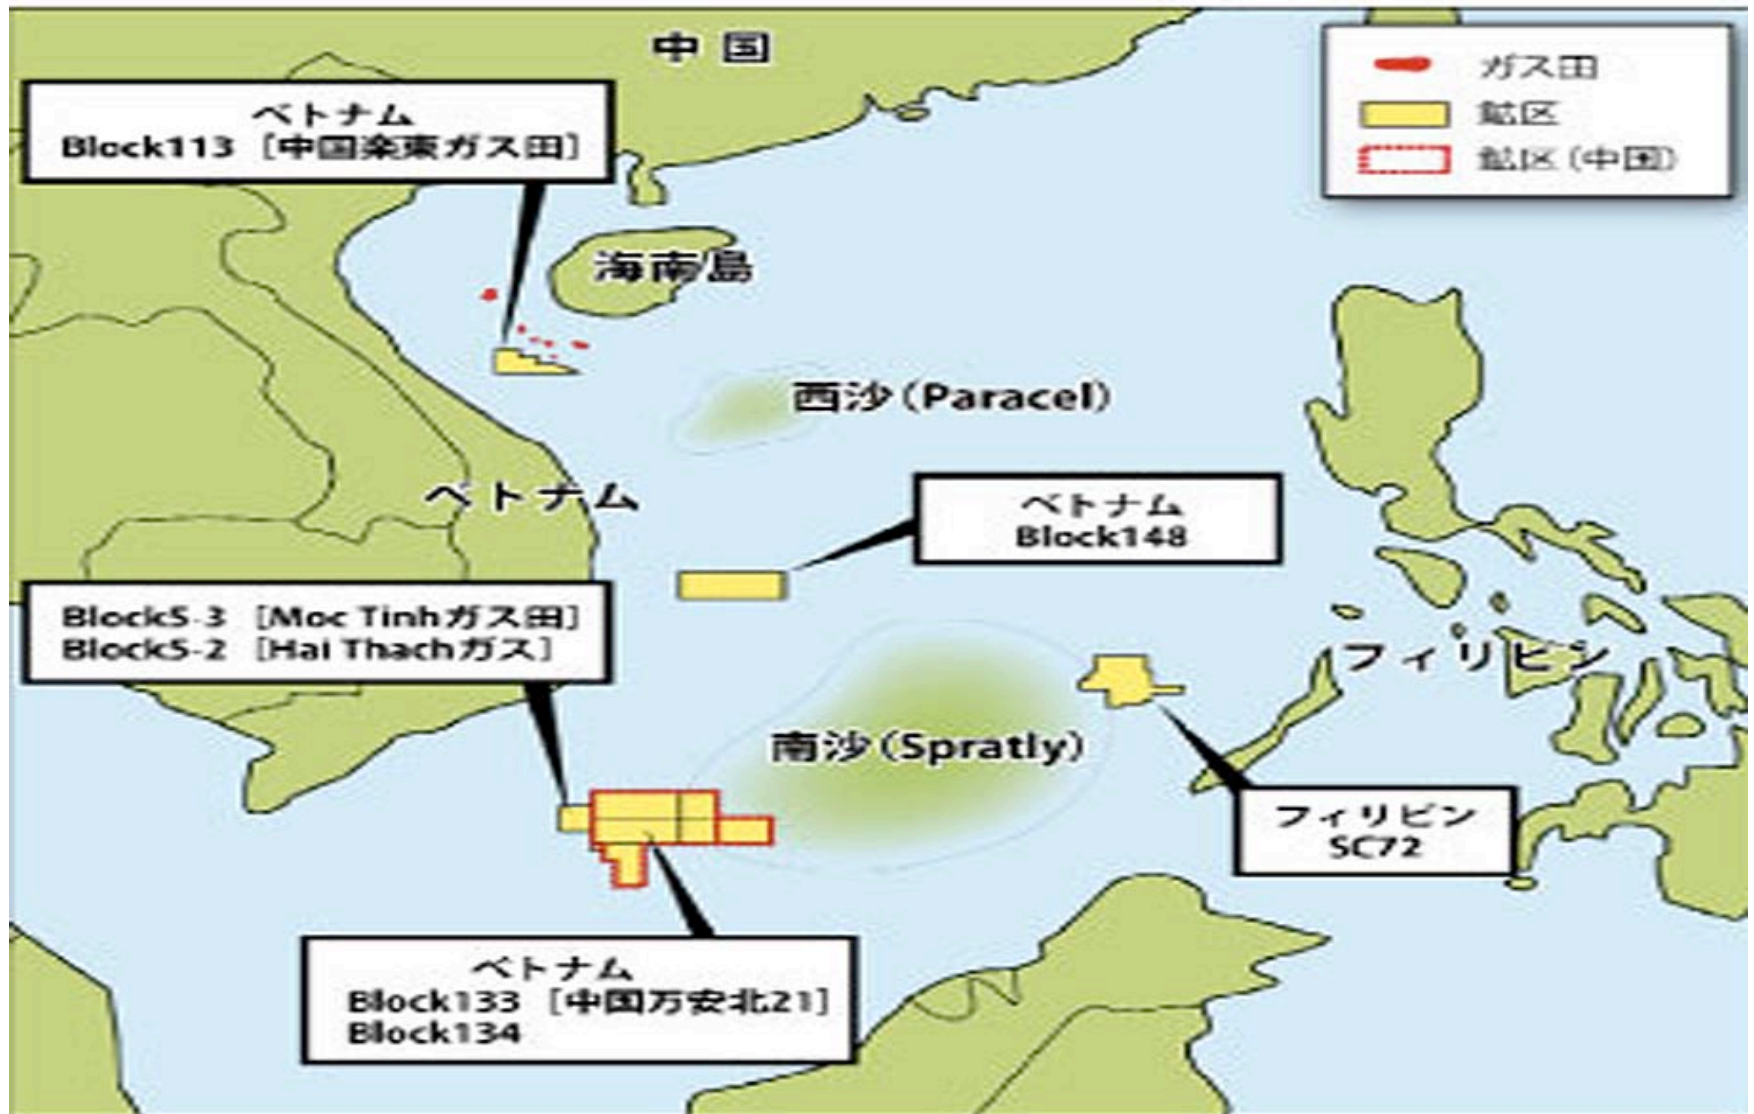 中国
ガス田
鉱区
鉱区(中国)
ベトナム
Block113 [中国楽東ガス田]
海南島
西沙(Paracel)
ベトナム
ベトナム
Block148
Block5-3 [Moc Tinhガス田]
Block5-2 [Hai Thachガス]
フィリピン
南沙(Spratly)
フィリピン
SC72
ベトナム
Block133 [中国万安北21]
Block134